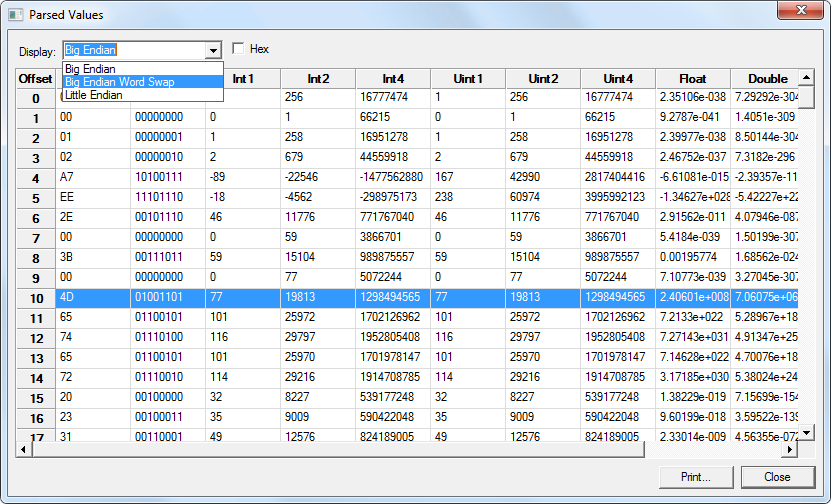 Parsed Values
Display: Big Endian Hex
Big Endian
Big Endian Word Swap
Little Endian
Offset Int1 Int2 Int4 Uint1 Uint2 Uint4 Float Double
0 256 16777474 1 256 16777474 2.35106e-038 7.29292e-304
1 00 00000000 0 1 66215 0 1 66215 9.2787e-041 1.4051e-309
2 01 00000001 1 258 16951278 1 258 16951278 2.39977e-038 8.50144e-304
3 02 00000010 2 679 44559918 2 679 44559918 2.46752e-037 7.3182e-296
4 A7 10100111 -89 -22546 -1477562880 167 42990 2817404416 -6.61081e-015 -2.39357e-11
5 EE 11101110 -18 -4562 -298975173 238 60974 3995992123 -1.34627e+028 -5.42227e+22
6 2E 00101110 46 11776 771767040 46 11776 771767040 2.91562e-011 4.07946e-087
7 00 00000000 0 59 3866701 0 59 3866701 5.4184e-039 1.50199e-307
8 3B 00111011 59 15104 989875557 59 15104 989875557 0.00195774 1.68562e-024
9 00 00000000 0 77 5072244 0 77 5072244 7.10773e-039 3.27045e-307
10 4D 01001101 77 19813 1298494565 77 19813 1298494565 2.40601e+008 7.06075e+06
11 65 01100101 101 25972 1702126962 101 25972 1702126962 7.2133e+022 5.28967e+18
12 74 01110100 116 29797 1952805408 116 29797 1952805408 7.27143e+031 4.91347e+25
13 65 01100101 101 25970 1701978147 101 25970 1701978147 7.14628e+022 4.70076e+18
14 72 01110010 114 29216 1914708785 114 29216 1914708785 3.17185e+030 5.38024e+24
15 20 00100000 32 8227 539177248 32 8227 539177248 1.38229e-019 7.15699e-154
16 23 00100011 35 9009 590422048 35 9009 590422048 9.60199e-018 3.59522e-139
17 31 00110001 49 12576 824189005 49 12576 824189005 2.33014e-009 4.56355e-072
Print... Close